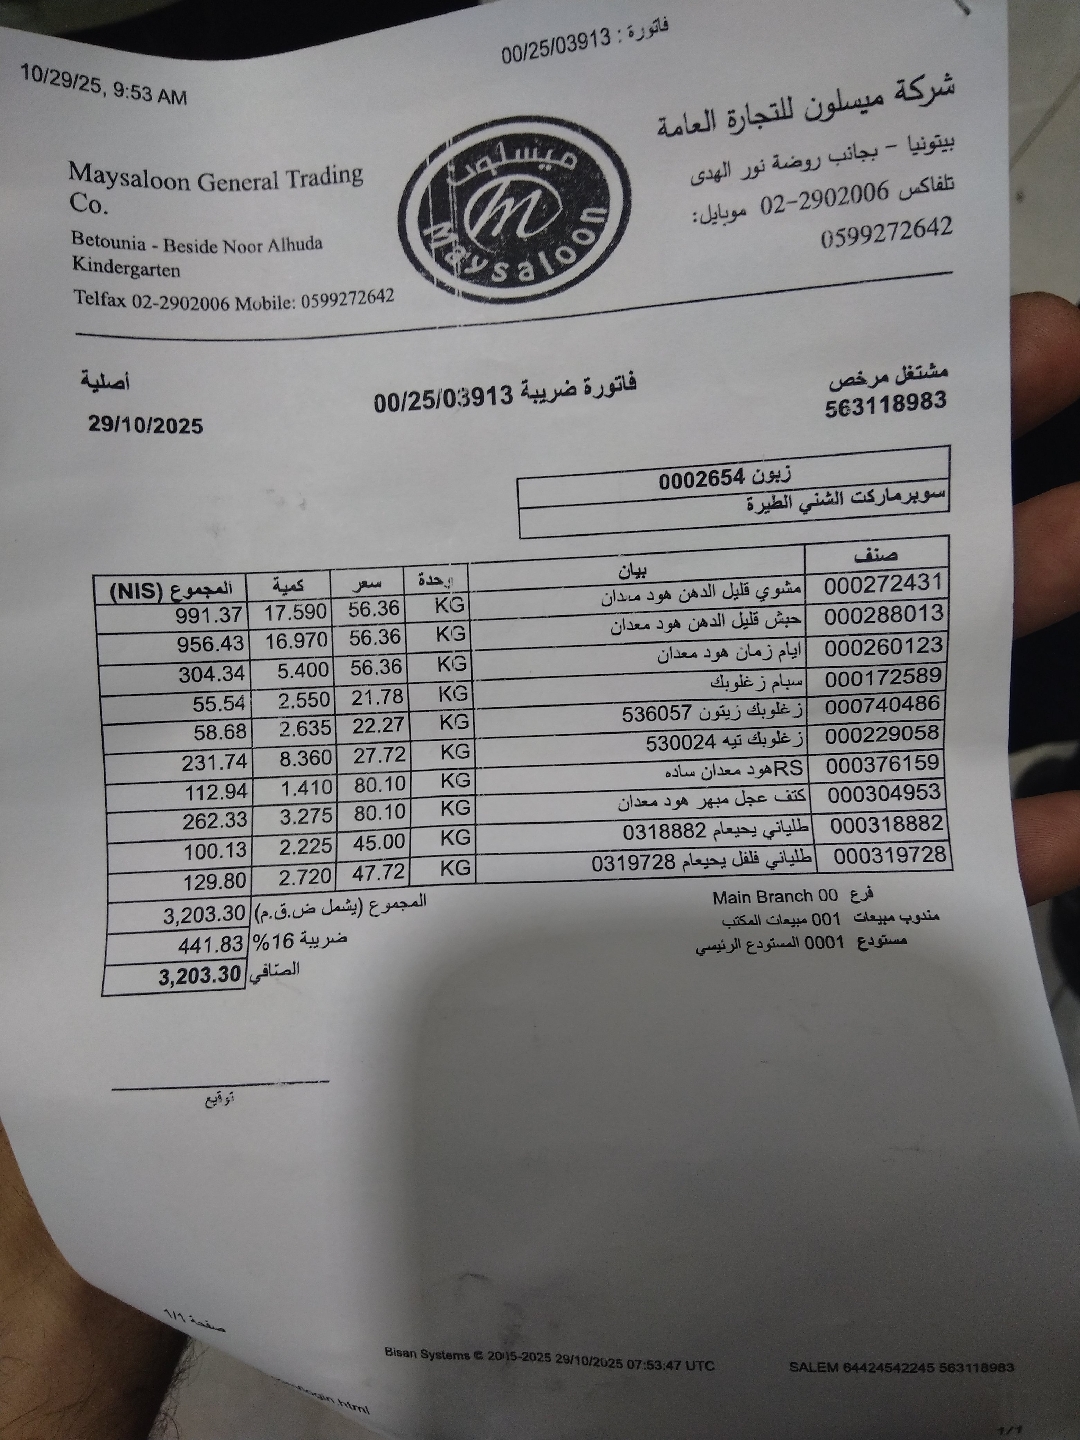 10/29/25, 9:53 AM
فاتورة : 00/25/03913
شركة ميسلون للتجارة العامة
بيتونيا - بجانب روضة نور الهدى
تلفاكس 02-2902006 موبايل:
0599272642
ميسلون
Maysaloon
Maysaloon General Trading
Co.
Betounia - Beside Noor Alhuda
Kindergarten
Telfax 02-2902006 Mobile: 0599272642
مشتغل مرخص
563118983
فاتورة ضريبة 00/25/03913
أصلية
29/10/2025
زبون 0002654
سوبرماركت الشني الطيرة
صنف بيان وحدة سعر كمية المجموع (NIS)
000272431 مشوي قليل الدهن هود معدان KG 56.36 17.590 991.37
000288013 حبش قليل الدهن هود معدان KG 56.36 16.970 956.43
000260123 ايام زمان هود معدان KG 56.36 5.400 304.34
000172589 سبام زغلوبك KG 21.78 2.550 55.54
000740486 زغلوبك زيتون 536057 KG 22.27 2.635 58.68
000229058 زغلوبك تيه 530024 KG 27.72 8.360 231.74
000376159 RSهود معدان ساده KG 80.10 1.410 112.94
000304953 كتف عجل مبهر هود معدان KG 80.10 3.275 262.33
000318882 طلياني يحيعام 0318882 KG 45.00 2.225 100.13
000319728 طلياني فلفل يحيعام 0319728 KG 47.72 2.720 129.80
المجموع (يشمل ض.ق.م) 3,203.30
ضريبة 16% 441.83
الصافي 3,203.30
فرع 00 Main Branch
مندوب مبيعات 001 مبيعات المكتب
مستودع 0001 المستودع الرئيسي
توقيع
صفحة 1/1
Bisan Systems © 2015-2025 29/10/2025 07:53:47 UTC
SALEM 64424542245 563118983
login.html
1/1